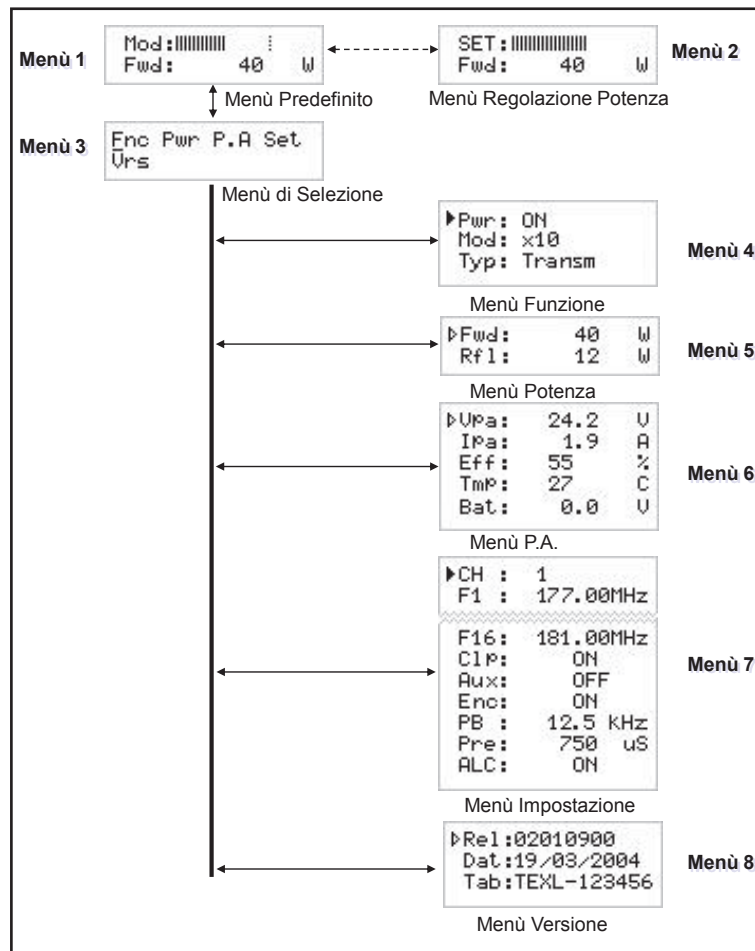 Menù 1
Mod:
Fwd: 40 W
SET:
Fwd: 40 W
Menù 2
Menù Predefinito
Menù Regolazione Potenza
Menù 3
Fnc Pwr P.A Set
Vrs
Menù di Selezione
Pwr: ON
Mod: x10
Typ: Transm
Menù 4
Menù Funzione
Fwd: 40 W
Rfl: 12 W
Menù 5
Menù Potenza
Vpa: 24.2 V
Ipa: 1.9 A
Eff: 55 %
Tmp: 27 C
Bat: 0.0 V
Menù 6
Menù P.A.
CH : 1
F1 : 177.00MHz
F16: 181.00MHz
Clp: ON
Aux: OFF
Enc: ON
PB : 12.5 KHz
Pre: 750 uS
ALC: ON
Menù 7
Menù Impostazione
Rel:02010900
Dat:19/03/2004
Tab:TEXL-123456
Menù 8
Menù Versione